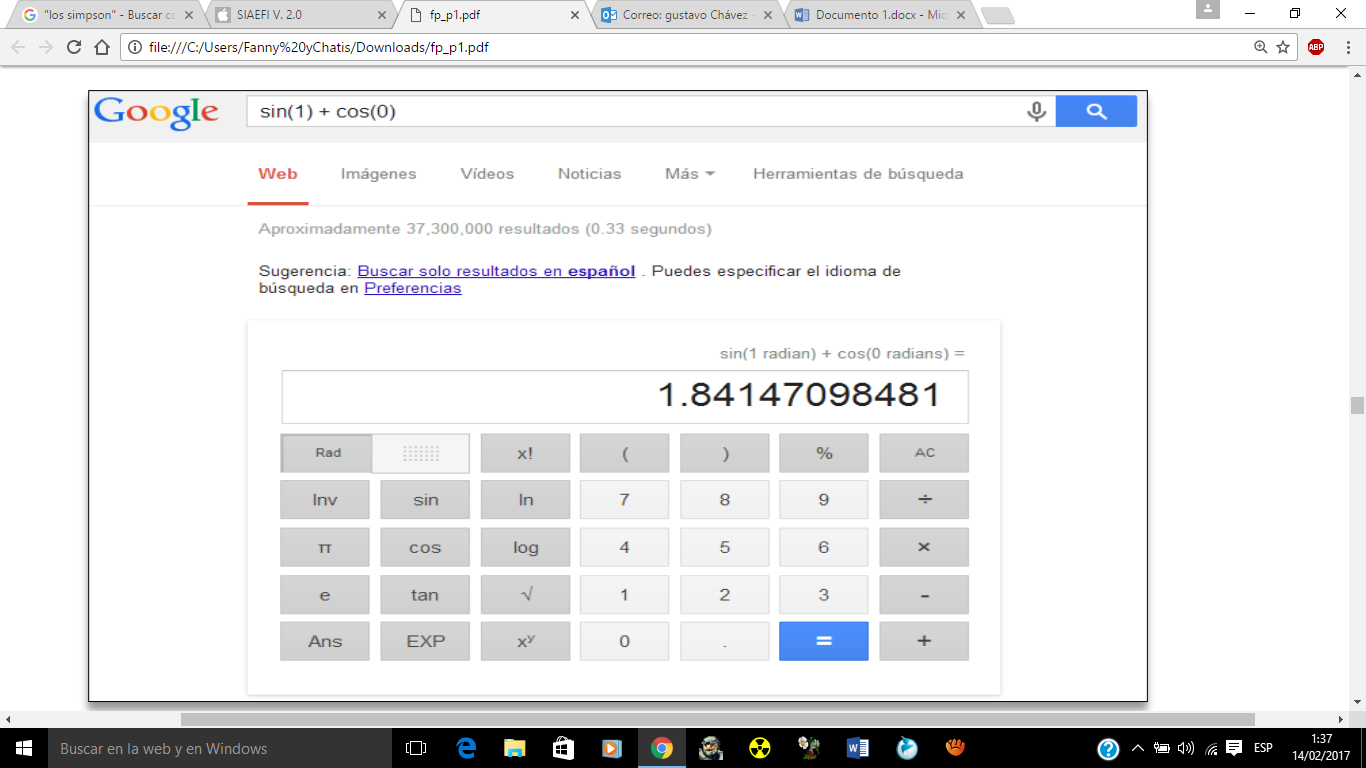 "los simpson" - Buscar co
SIAEFI V. 2.0
fp_p1.pdf
Correo: gustavo Chávez -
Documento 1.docx - Mic
file:///C:/Users/Fanny%20yChatis/Downloads/fp_p1.pdf
ABP
Google
sin(1) + cos(0)
Web Imágenes Vídeos Noticias Más Herramientas de búsqueda
Aproximadamente 37,300,000 resultados (0.33 segundos)
Sugerencia: Buscar solo resultados en español . Puedes especificar el idioma de
búsqueda en Preferencias
sin(1 radian) + cos(0 radians) =
1.84147098481
Rad x! ( ) % AC
Inv sin ln 7 8 9 ÷
π cos log 4 5 6 ×
e tan √ 1 2 3 -
Ans EXP xʸ 0 . = +
Buscar en la web y en Windows
ESP
1:37
14/02/2017